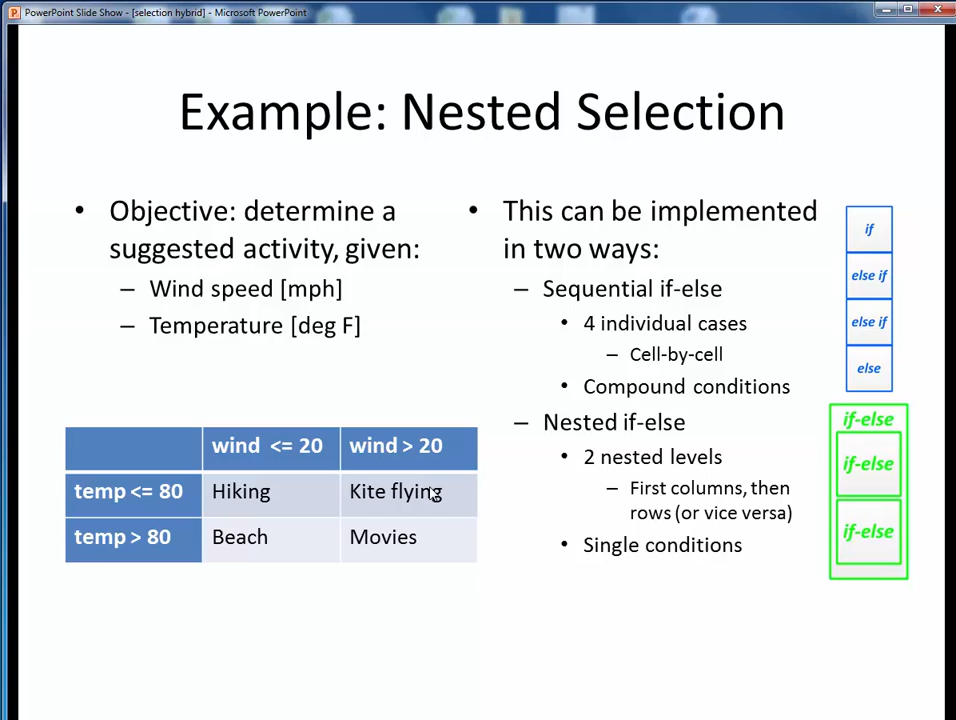 PowerPoint Slide Show - [selection hybrid] - Microsoft PowerPoint
Example: Nested Selection
• Objective: determine a
suggested activity, given:
– Wind speed [mph]
– Temperature [deg F]
wind <= 20 wind > 20
temp <= 80 Hiking Kite flying
temp > 80 Beach Movies
• This can be implemented
in two ways:
– Sequential if-else
• 4 individual cases
– Cell-by-cell
• Compound conditions
– Nested if-else
• 2 nested levels
– First columns, then
rows (or vice versa)
• Single conditions
if
else if
else if
else
if-else
if-else
if-else